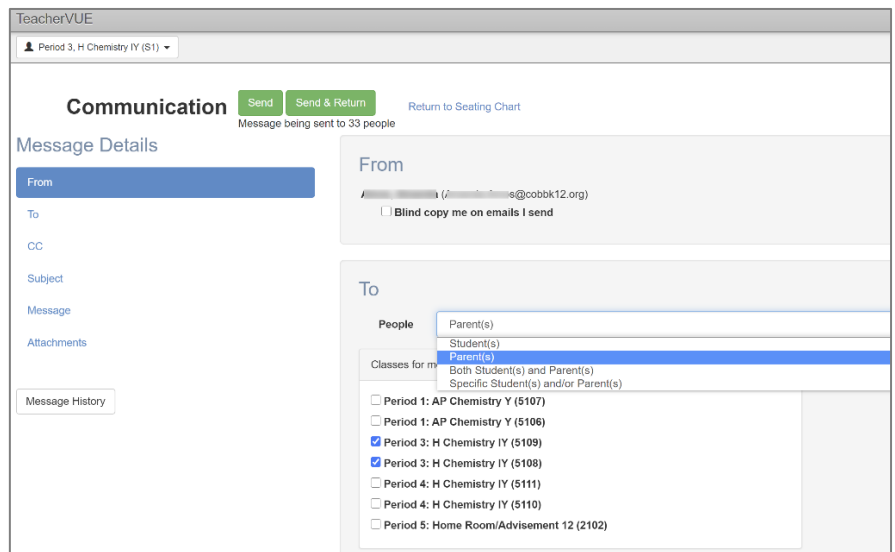 TeacherVUE
Period 3, H Chemistry IY (S1)
Communication
Send
Send & Return
Return to Seating Chart
Message being sent to 33 people
Message Details
From
To
CC
Subject
Message
Attachments
Message History
From
s@cobbk12.org)
Blind copy me on emails I send
To
People
Parent(s)
Student(s)
Parent(s)
Both Student(s) and Parent(s)
Specific Student(s) and/or Parent(s)
Classes for
Period 1: AP Chemistry Y (5107)
Period 1: AP Chemistry Y (5106)
Period 3: H Chemistry IY (5109)
Period 3: H Chemistry IY (5108)
Period 4: H Chemistry IY (5111)
Period 4: H Chemistry IY (5110)
Period 5: Home Room/Advisement 12 (2102)